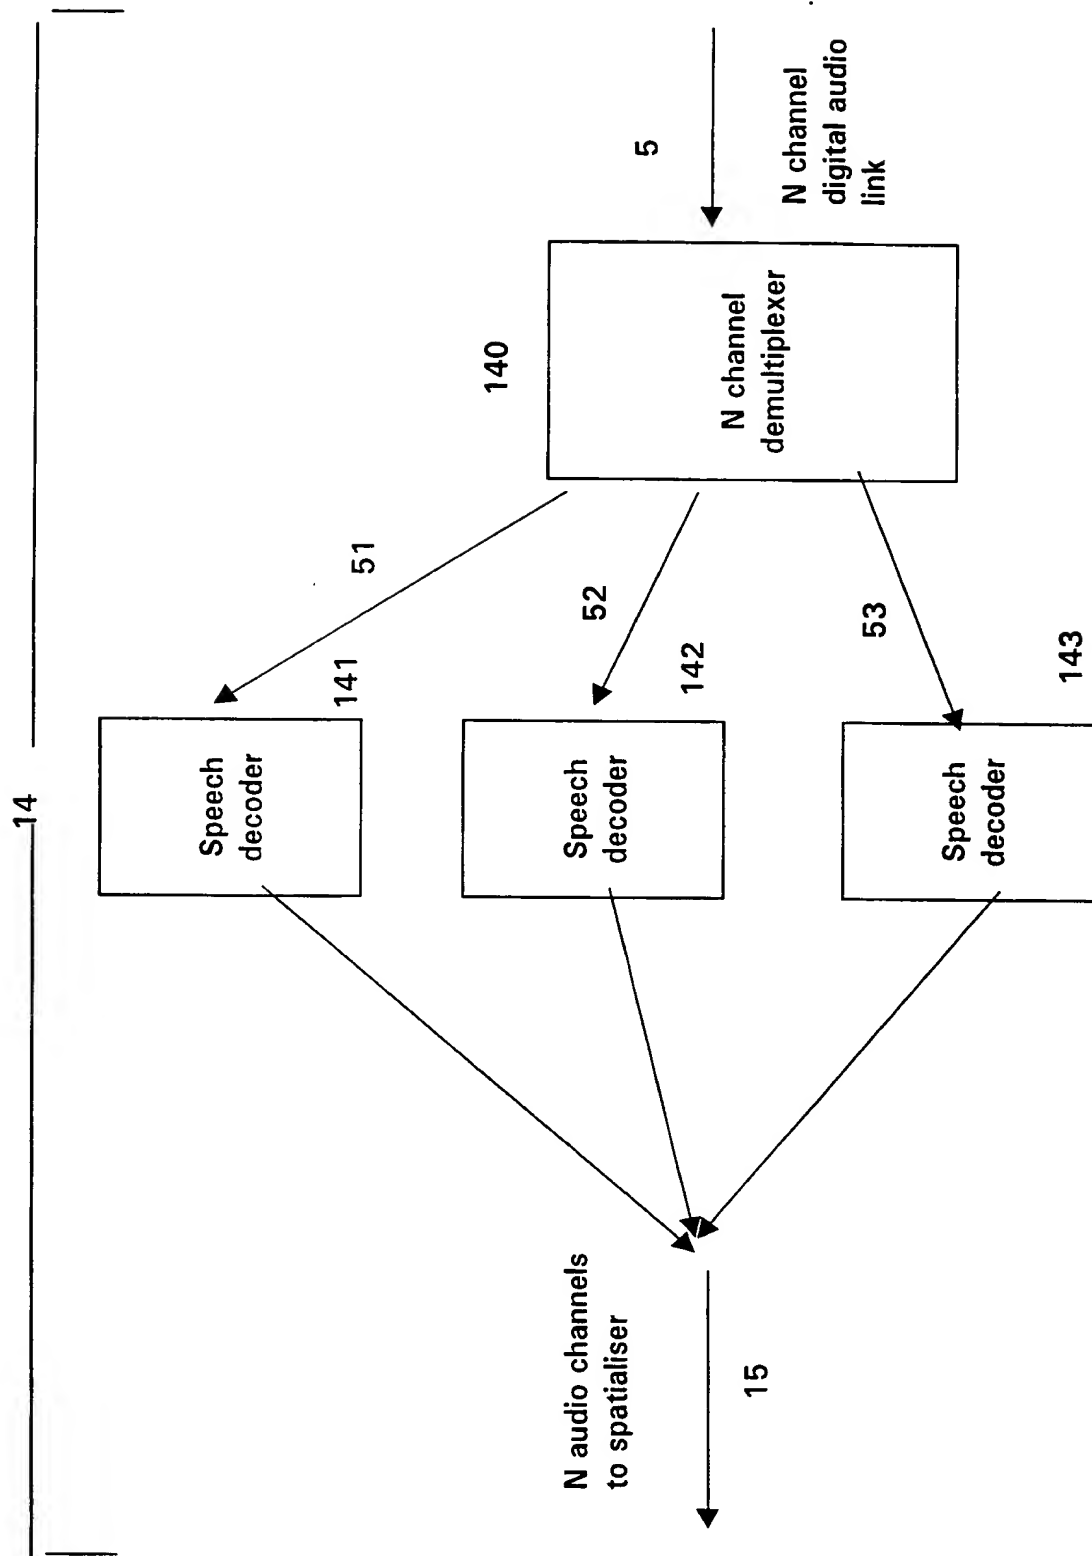 14
N audio channels
to spatialiser
15
Speech
decoder
141
Speech
decoder
142
Speech
decoder
143
51
52
53
140
N channel
demultiplexer
5
N channel
digital audio
link